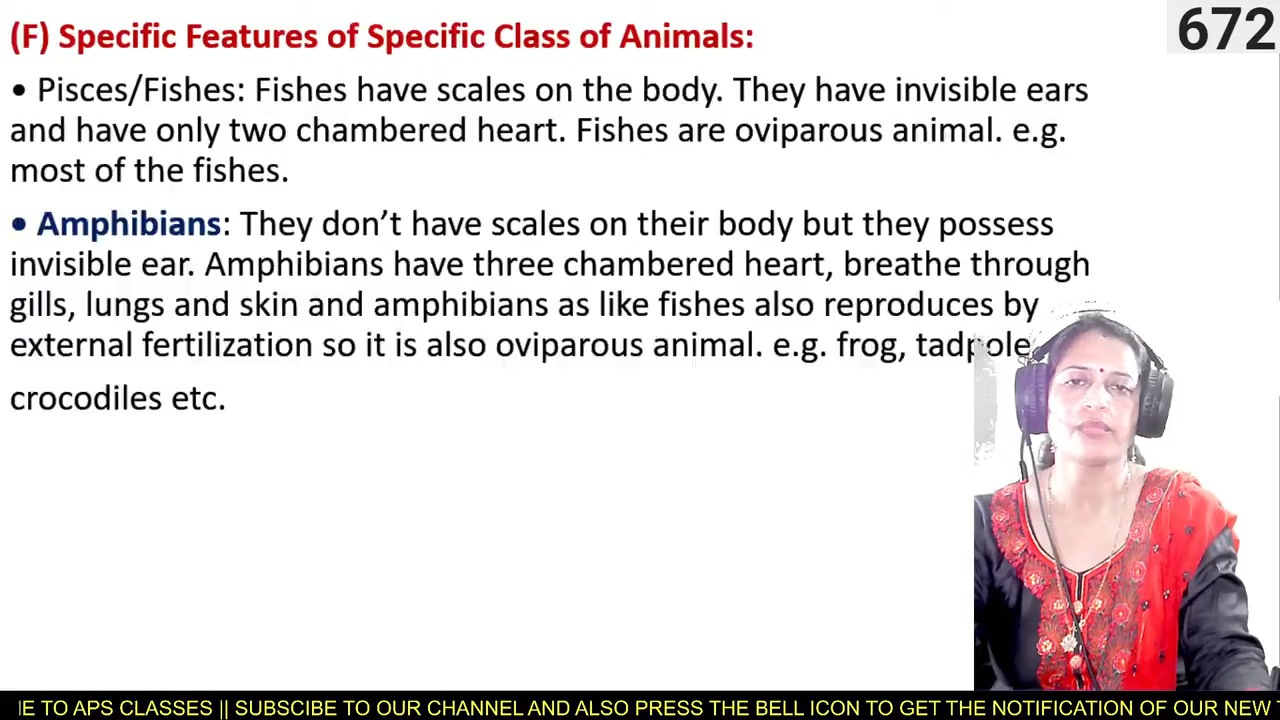 (F) Specific Features of Specific Class of Animals:
672
• Pisces/Fishes: Fishes have scales on the body. They have invisible ears
and have only two chambered heart. Fishes are oviparous animal. e.g.
most of the fishes.
• Amphibians: They don’t have scales on their body but they possess
invisible ear. Amphibians have three chambered heart, breathe through
gills, lungs and skin and amphibians as like fishes also reproduces by
external fertilization so it is also oviparous animal. e.g. frog, tadpole
crocodiles etc.
E TO APS CLASSES || SUBSCIBE TO OUR CHANNEL AND ALSO PRESS THE BELL ICON TO GET THE NOTIFICATION OF OUR NEW